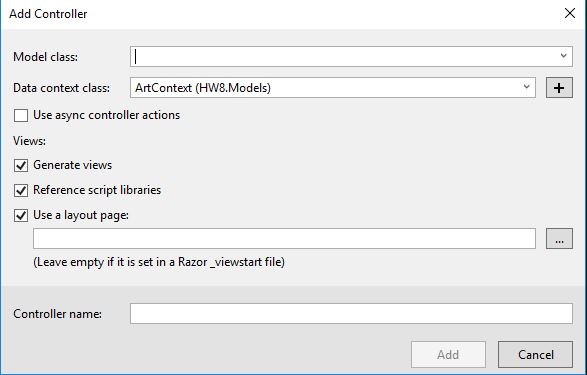 Add Controller
Model class:
Data context class: ArtContext (HW8.Models)
Use async controller actions
Views:
Generate views
Reference script libraries
Use a layout page:
...
(Leave empty if it is set in a Razor _viewstart file)
Controller name:
Add Cancel